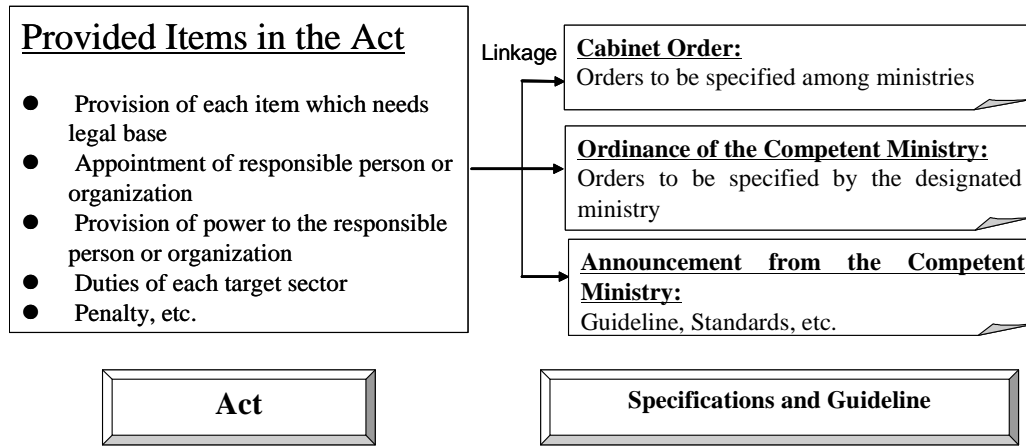 Provided Items in the Act
● Provision of each item which needs
legal base
● Appointment of responsible person or
organization
● Provision of power to the responsible
person or organization
● Duties of each target sector
● Penalty, etc.
Linkage
Cabinet Order:
Orders to be specified among ministries
Ordinance of the Competent Ministry:
Orders to be specified by the designated
ministry
Announcement from the Competent
Ministry:
Guideline, Standards, etc.
Act
Specifications and Guideline